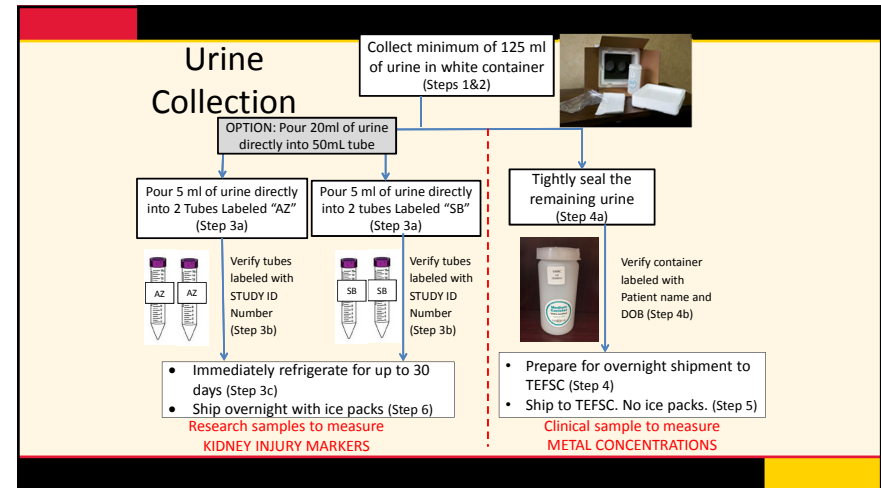 Urine
Collection
Collect minimum of 125 ml
of urine in white container
(Steps 1&2)
OPTION: Pour 20ml of urine
directly into 50mL tube
Pour 5 ml of urine directly
into 2 Tubes Labeled “AZ”
(Step 3a)
Pour 5 ml of urine directly
into 2 tubes Labeled “SB”
(Step 3a)
Tightly seal the
remaining urine
(Step 4a)
AZ
AZ
Verify tubes
labeled with
STUDY ID
Number
(Step 3b)
SB
SB
Verify tubes
labeled with
STUDY ID
Number
(Step 3b)
Verify container
labeled with
Patient name and
DOB (Step 4b)
• Immediately refrigerate for up to 30
days (Step 3c)
• Ship overnight with ice packs (Step 6)
• Prepare for overnight shipment to
TEFSC (Step 4)
• Ship to TEFSC. No ice packs. (Step 5)
Research samples to measure
KIDNEY INJURY MARKERS
Clinical sample to measure
METAL CONCENTRATIONS